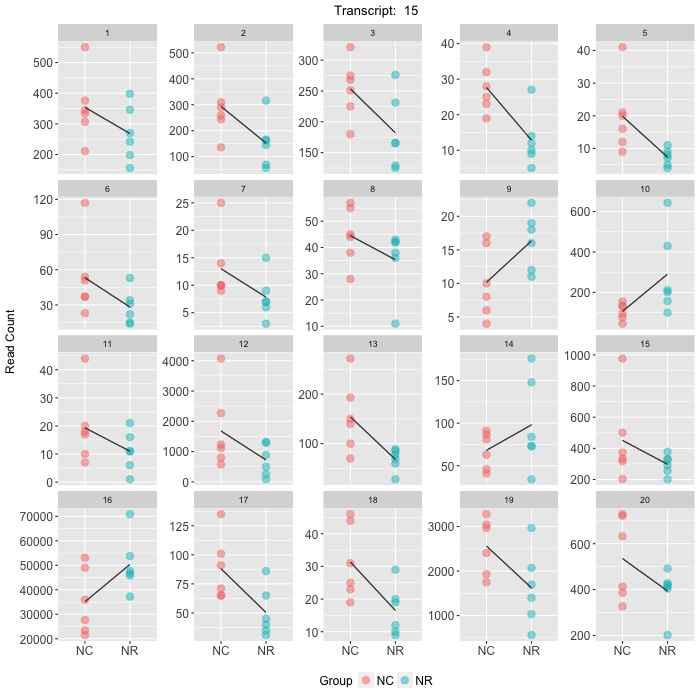 Transcript: 15
1 2 3 4 5
500 400 300 200
500 400 300 200 100
300 250 200 150
40 30 20 10
40 30 20 10
6 7 8 9 10
120 90 60 30
25 20 15 10 5
50 40 30 20 10
20 15 10 5
600 400 200
Read Count
11 12 13 14 15
40 30 20 10 0
4000 3000 2000 1000 0
200 100
150 100 50
1000 800 600 400 200
16 17 18 19 20
70000 60000 50000 40000 30000 20000
125 100 75 50
40 30 20 10
3000 2000 1000
600 400 200
NC NR NC NR NC NR NC NR NC NR
Group NC NR